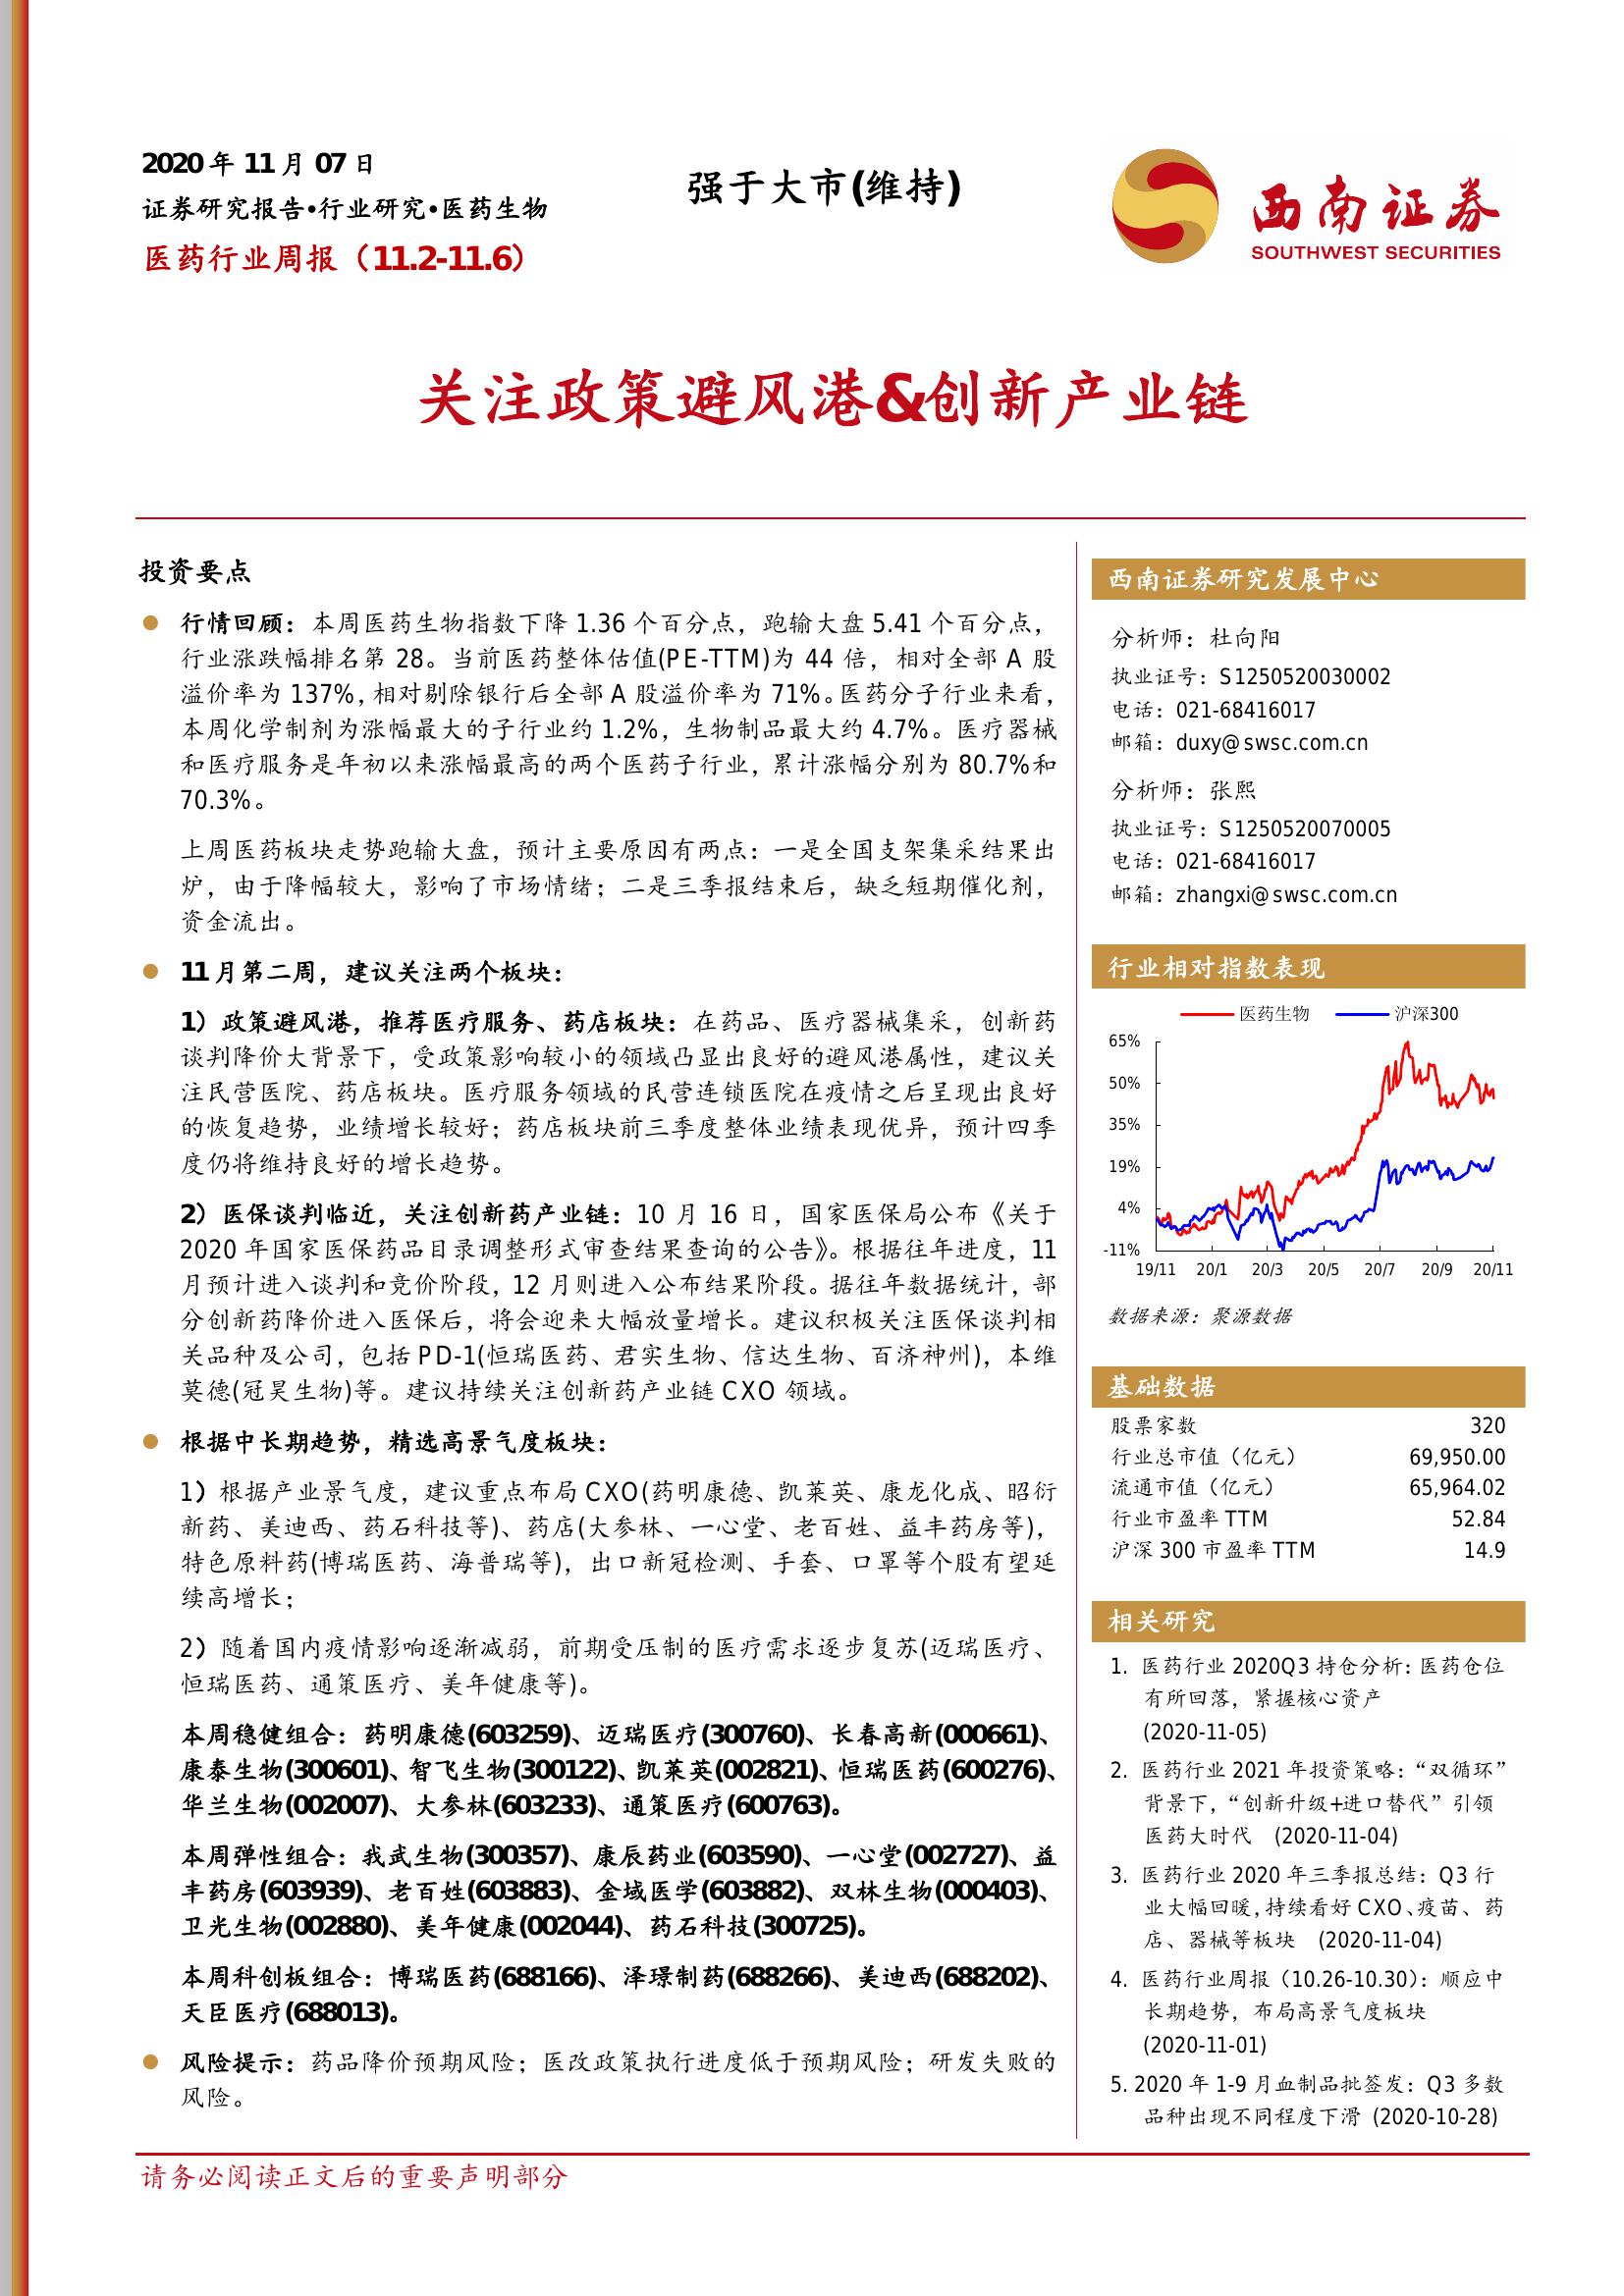 2020 年 11 月 07 日
证券研究报告•行业研究•医药生物
医药行业周报（11.2-11.6）
强于大市(维持)
西南证券
SOUTHWEST SECURITIES
关注政策避风港&创新产业链
投资要点
行情回顾：本周医药生物指数下降 1.36 个百分点，跑输大盘 5.41 个百分点，
行业涨跌幅排名第 28。当前医药整体估值(PE-TTM)为 44 倍，相对全部 A 股
溢价率为 137%，相对剔除银行后全部 A 股溢价率为 71%。医药分子行业来看，
本周化学制剂为涨幅最大的子行业约 1.2%，生物制品最大约 4.7%。医疗器械
和医疗服务是年初以来涨幅最高的两个医药子行业，累计涨幅分别为 80.7%和
70.3%。
上周医药板块走势跑输大盘，预计主要原因有两点：一是全国支架集采结果出
炉，由于降幅较大，影响了市场情绪；二是三季报结束后，缺乏短期催化剂，
资金流出。
11 月第二周，建议关注两个板块：
1）政策避风港，推荐医疗服务、药店板块：在药品、医疗器械集采，创新药
谈判降价大背景下，受政策影响较小的领域凸显出良好的避风港属性，建议关
注民营医院、药店板块。医疗服务领域的民营连锁医院在疫情之后呈现出良好
的恢复趋势，业绩增长较好；药店板块前三季度整体业绩表现优异，预计四季
度仍将维持良好的增长趋势。
2）医保谈判临近，关注创新药产业链：10 月 16 日，国家医保局公布《关于
2020 年国家医保药品目录调整形式审查结果查询的公告》。根据往年进度，11
月预计进入谈判和竞价阶段，12 月则进入公布结果阶段。据往年数据统计，部
分创新药降价进入医保后，将会迎来大幅放量增长。建议积极关注医保谈判相
关品种及公司，包括 PD-1(恒瑞医药、君实生物、信达生物、百济神州)，本维
莫德(冠昊生物)等。建议持续关注创新药产业链 CXO 领域。
根据中长期趋势，精选高景气度板块：
1）根据产业景气度，建议重点布局 CXO(药明康德、凯莱英、康龙化成、昭衍
新药、美迪西、药石科技等)、药店(大参林、一心堂、老百姓、益丰药房等)，
特色原料药(博瑞医药、海普瑞等)，出口新冠检测、手套、口罩等个股有望延
续高增长；
2）随着国内疫情影响逐渐减弱，前期受压制的医疗需求逐步复苏(迈瑞医疗、
恒瑞医药、通策医疗、美年健康等)。
本周稳健组合：药明康德(603259)、迈瑞医疗(300760)、长春高新(000661)、
康泰生物(300601)、智飞生物(300122)、凯莱英(002821)、恒瑞医药(600276)、
华兰生物(002007)、大参林(603233)、通策医疗(600763)。
本周弹性组合：我武生物(300357)、康辰药业(603590)、一心堂(002727)、益
丰药房(603939)、老百姓(603883)、金域医学(603882)、双林生物(000403)、
卫光生物(002880)、美年健康(002044)、药石科技(300725)。
本周科创板组合：博瑞医药(688166)、泽璟制药(688266)、美迪西(688202)、
天臣医疗(688013)。
风险提示：药品降价预期风险；医改政策执行进度低于预期风险；研发失败的
风险。
西南证券研究发展中心
分析师：杜向阳
执业证号：S1250520030002
电话：021-68416017
邮箱：duxy@swsc.com.cn
分析师：张熙
执业证号：S1250520070005
电话：021-68416017
邮箱：zhangxi@swsc.com.cn
行业相对指数表现
医药生物 沪深300
65%
50%
35%
19%
4%
-11%
19/11 20/1 20/3 20/5 20/7 20/9 20/11
数据来源：聚源数据
基础数据
股票家数 320
行业总市值（亿元） 69,950.00
流通市值（亿元） 65,964.02
行业市盈率 TTM 52.84
沪深 300 市盈率 TTM 14.9
相关研究
1. 医药行业 2020Q3 持仓分析：医药仓位
有所回落，紧握核心资产
(2020-11-05)
2. 医药行业 2021 年投资策略：“双循环”
背景下，“创新升级+进口替代”引领
医药大时代 (2020-11-04)
3. 医药行业 2020 年三季报总结：Q3 行
业大幅回暖，持续看好 CXO、疫苗、药
店、器械等板块 (2020-11-04)
4. 医药行业周报（10.26-10.30）：顺应中
长期趋势，布局高景气度板块
(2020-11-01)
5. 2020 年 1-9 月血制品批签发：Q3 多数
品种出现不同程度下滑 (2020-10-28)
请务必阅读正文后的重要声明部分